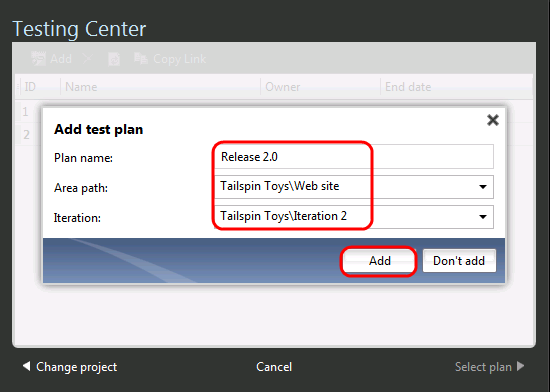 Testing Center
Add Copy Link
ID Name Owner End date
1
2
Add test plan
Plan name: Release 2.0
Area path: Tailspin Toys\Web site
Iteration: Tailspin Toys\Iteration 2
Add Don't add
Change project Cancel Select plan